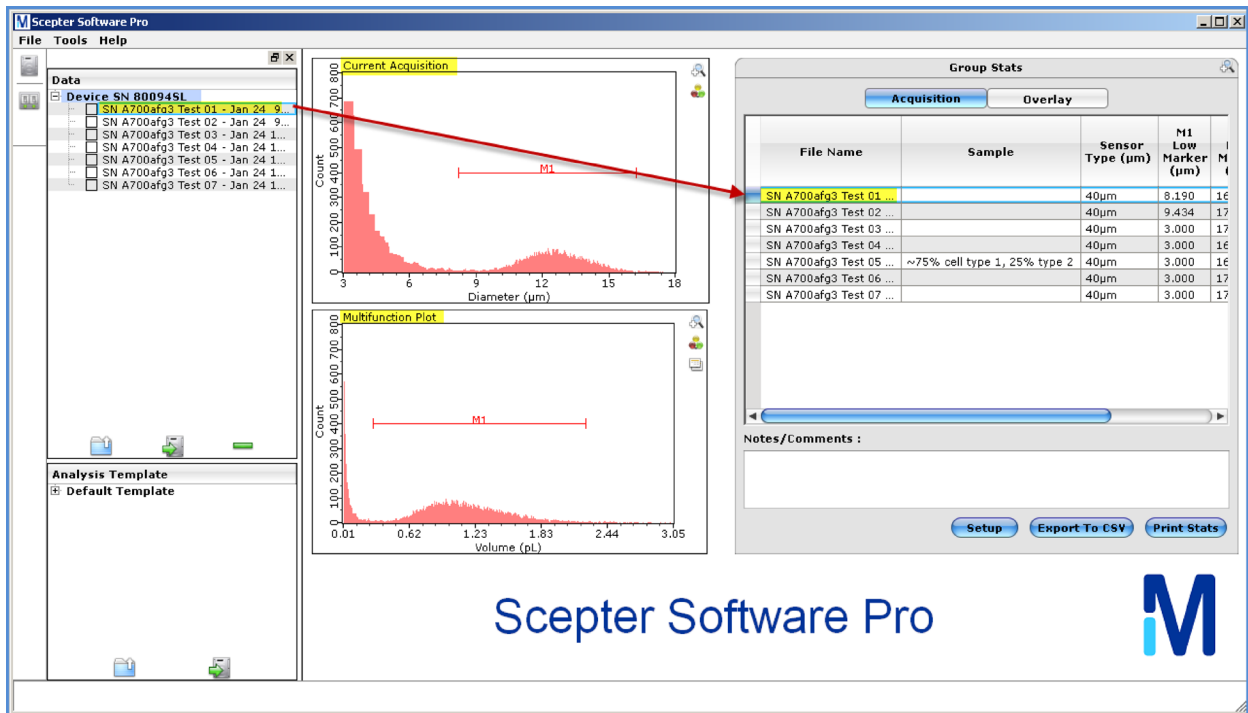 Scepter Software Pro
File Tools Help
Data
Device SN 80094SL
SN A700afg3 Test 01 - Jan 24 9...
SN A700afg3 Test 02 - Jan 24 9...
SN A700afg3 Test 03 - Jan 24 1...
SN A700afg3 Test 04 - Jan 24 1...
SN A700afg3 Test 05 - Jan 24 1...
SN A700afg3 Test 06 - Jan 24 1...
SN A700afg3 Test 07 - Jan 24 1...
Analysis Template
Default Template
Current Acquisition
Count
0 100 200 300 400 500 600 700 800
M1
3 6 9 12 15 18
Diameter (µm)
Multifunction Plot
Count
0 100 200 300 400 500 600 700 800
M1
0.01 0.62 1.23 1.83 2.44 3.05
Volume (pL)
Group Stats
Acquisition Overlay
File Name Sample Sensor Type (µm) M1 Low Marker (µm) M
SN A700afg3 Test 01 ... 40µm 8.190 16
SN A700afg3 Test 02 ... 40µm 9.434 17
SN A700afg3 Test 03 ... 40µm 3.000 17
SN A700afg3 Test 04 ... 40µm 3.000 16
SN A700afg3 Test 05 ... ~75% cell type 1, 25% type 2 40µm 3.000 16
SN A700afg3 Test 06 ... 40µm 3.000 17
SN A700afg3 Test 07 ... 40µm 3.000 17
Notes/Comments :
Setup Export To CSV Print Stats
Scepter Software Pro